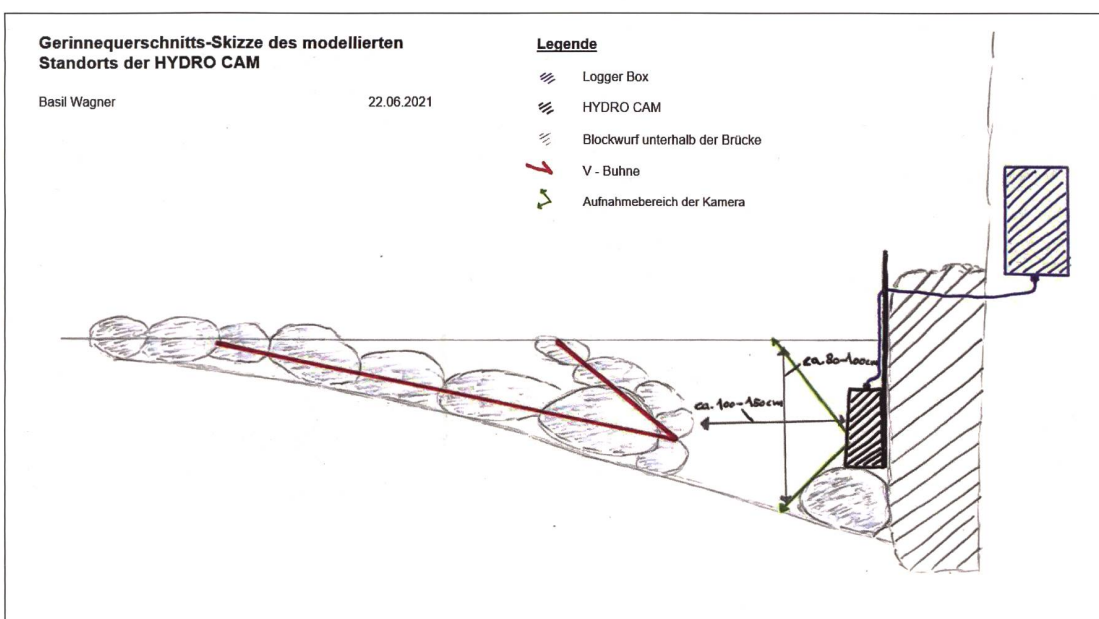 Gerinnequerschnitts-Skizze des modellierten
Standorts der HYDRO CAM
Basil Wagner
22.06.2021
Legende
Logger Box
HYDRO CAM
Blockwurf unterhalb der Brücke
V - Buhne
Aufnahmebereich der Kamera
ca. 80-100cm
ca. 100-150cm